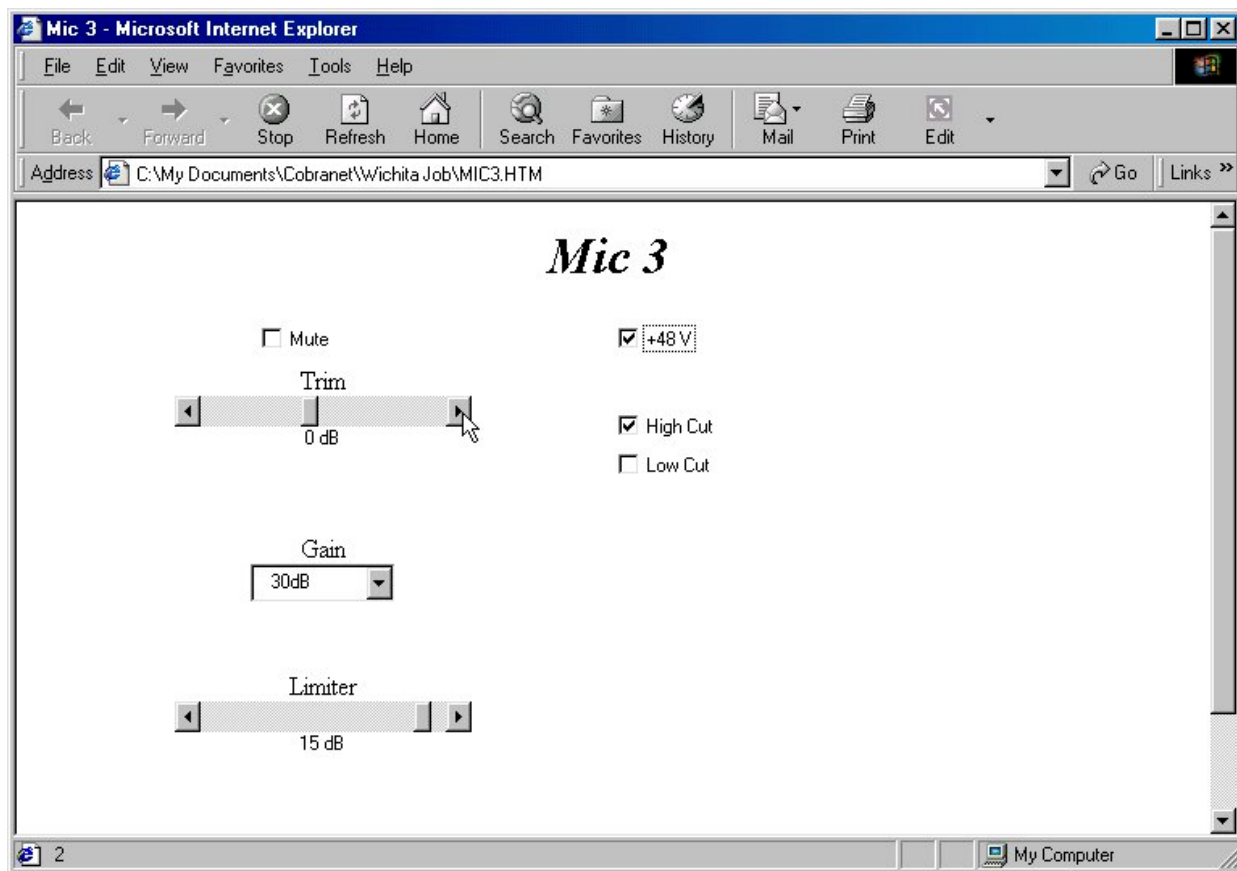 Mic 3 - Microsoft Internet Explorer
File Edit View Favorites Tools Help
Back Forward Stop Refresh Home Search Favorites History Mail Print Edit
Address C:\My Documents\Cobranet\Wichita Job\MIC3.HTM Go Links »
Mic 3
Mute +48 V
Trim
0 dB
High Cut
Low Cut
Gain
30dB
Limiter
15 dB
2 My Computer